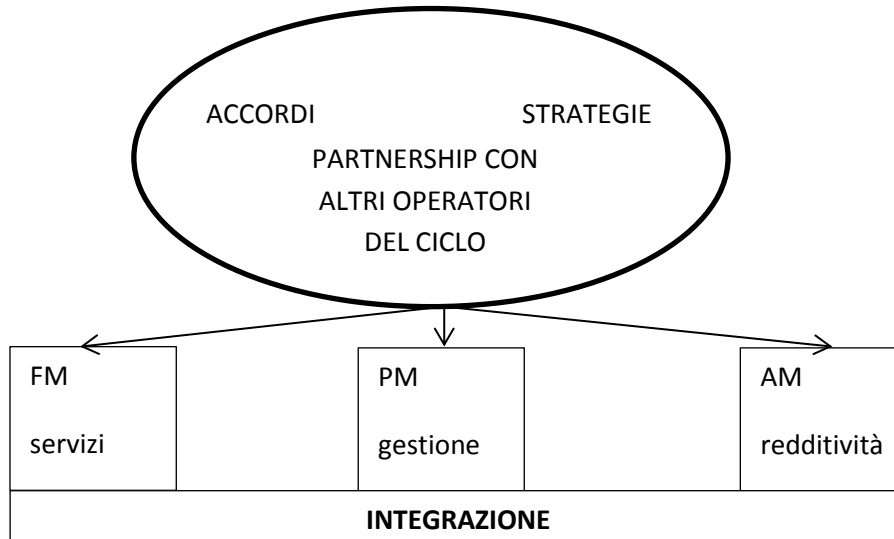 ACCORDI STRATEGIE
PARTNERSHIP CON
ALTRI OPERATORI
DEL CICLO
FM PM AM
servizi gestione redditività
INTEGRAZIONE